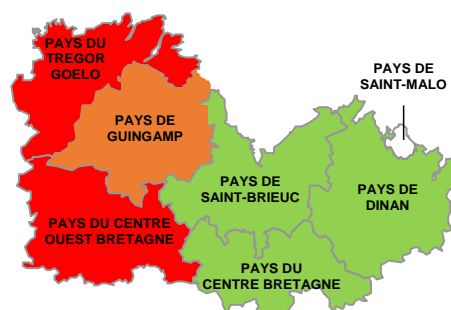 PAYS DU
TREGOR
GOELO
PAYS DE
SAINT-MALO
PAYS DE
GUINGAMP
PAYS DE
SAINT-BRIEUC
PAYS DE
DINAN
PAYS DU CENTRE
OUEST BRETAGNE
PAYS DU
CENTRE BRETAGNE